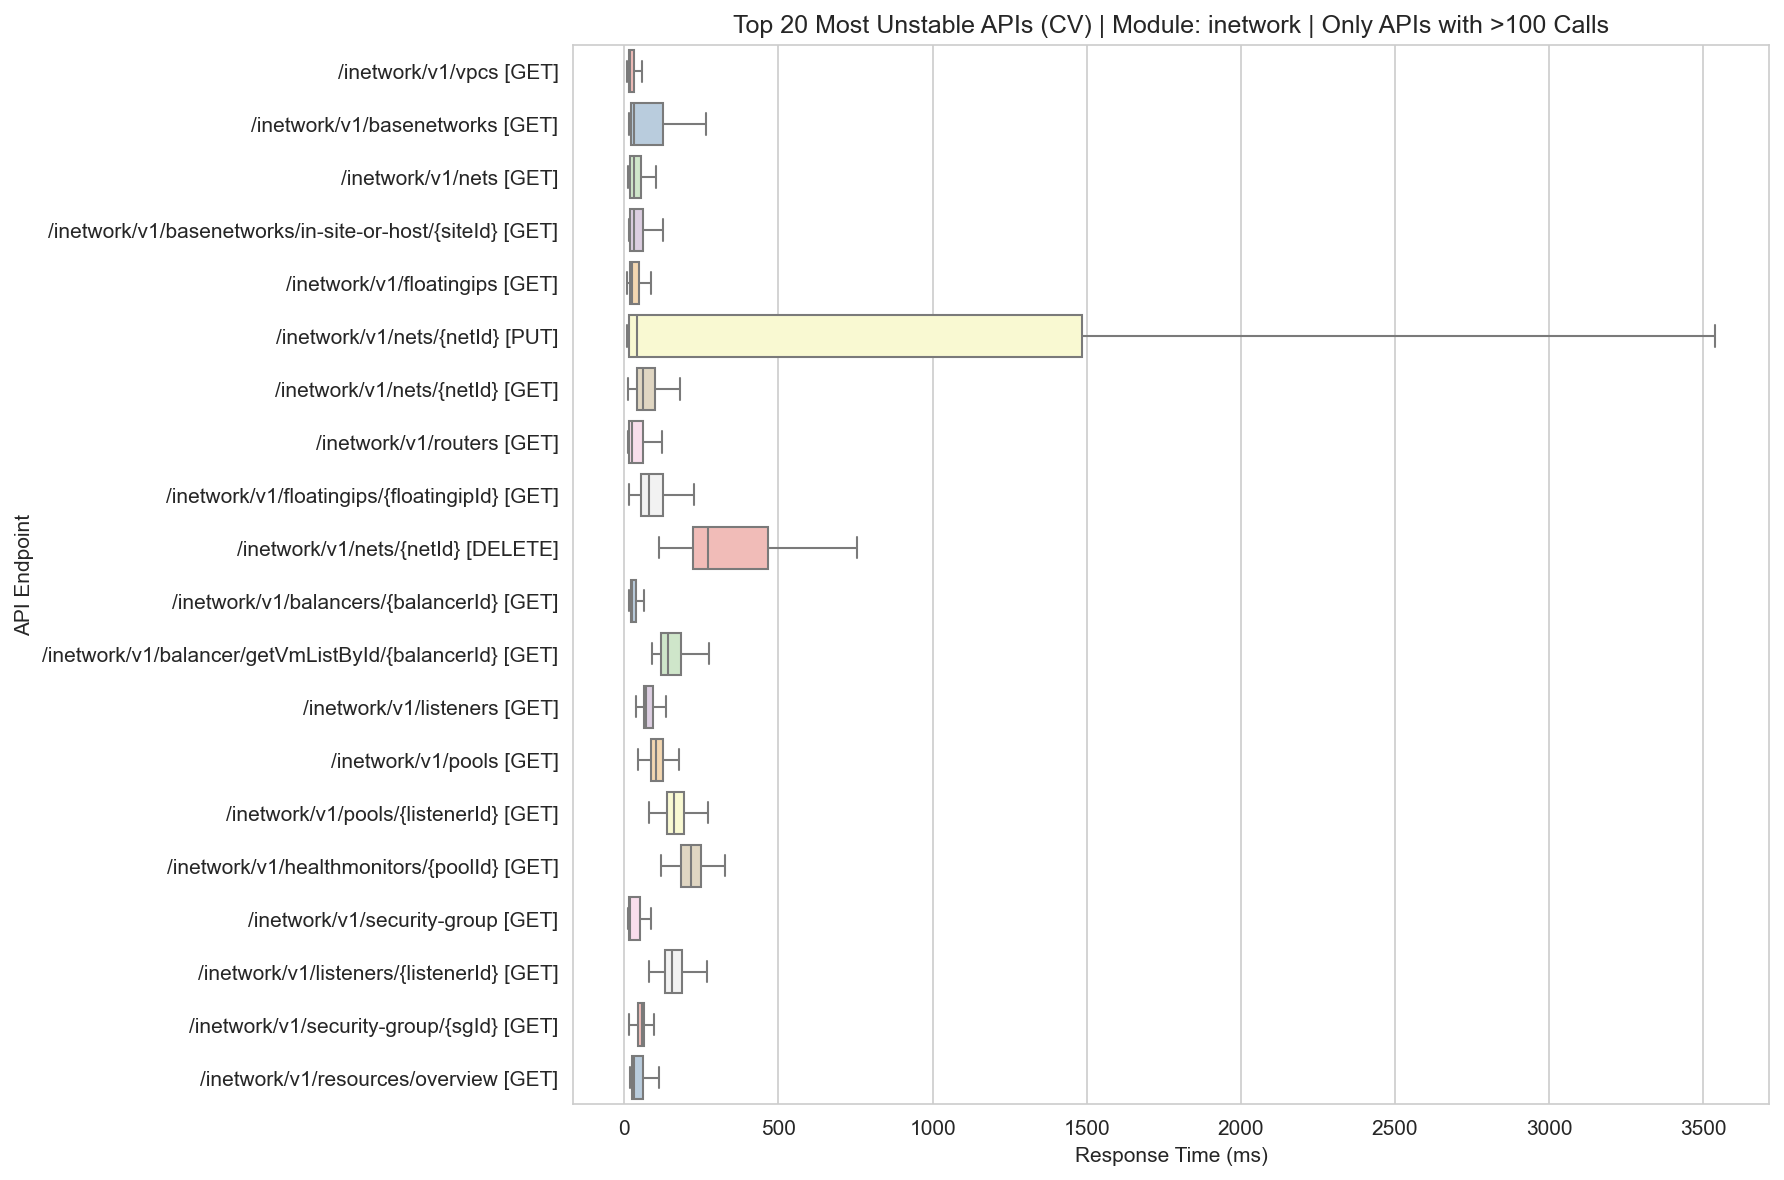 Top 20 Most Unstable APIs (CV) | Module: inetwork | Only APIs with >100 Calls
API Endpoint
/inetwork/v1/vpcs [GET]
/inetwork/v1/basenetworks [GET]
/inetwork/v1/nets [GET]
/inetwork/v1/basenetworks/in-site-or-host/{siteId} [GET]
/inetwork/v1/floatingips [GET]
/inetwork/v1/nets/{netId} [PUT]
/inetwork/v1/nets/{netId} [GET]
/inetwork/v1/routers [GET]
/inetwork/v1/floatingips/{floatingipId} [GET]
/inetwork/v1/nets/{netId} [DELETE]
/inetwork/v1/balancers/{balancerId} [GET]
/inetwork/v1/balancer/getVmListById/{balancerId} [GET]
/inetwork/v1/listeners [GET]
/inetwork/v1/pools [GET]
/inetwork/v1/pools/{listenerId} [GET]
/inetwork/v1/healthmonitors/{poolId} [GET]
/inetwork/v1/security-group [GET]
/inetwork/v1/listeners/{listenerId} [GET]
/inetwork/v1/security-group/{sgId} [GET]
/inetwork/v1/resources/overview [GET]
0 500 1000 1500 2000 2500 3000 3500
Response Time (ms)